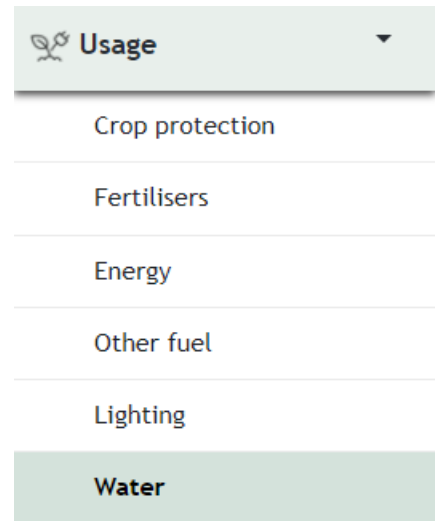 Usage
Crop protection
Fertilisers
Energy
Other fuel
Lighting
Water